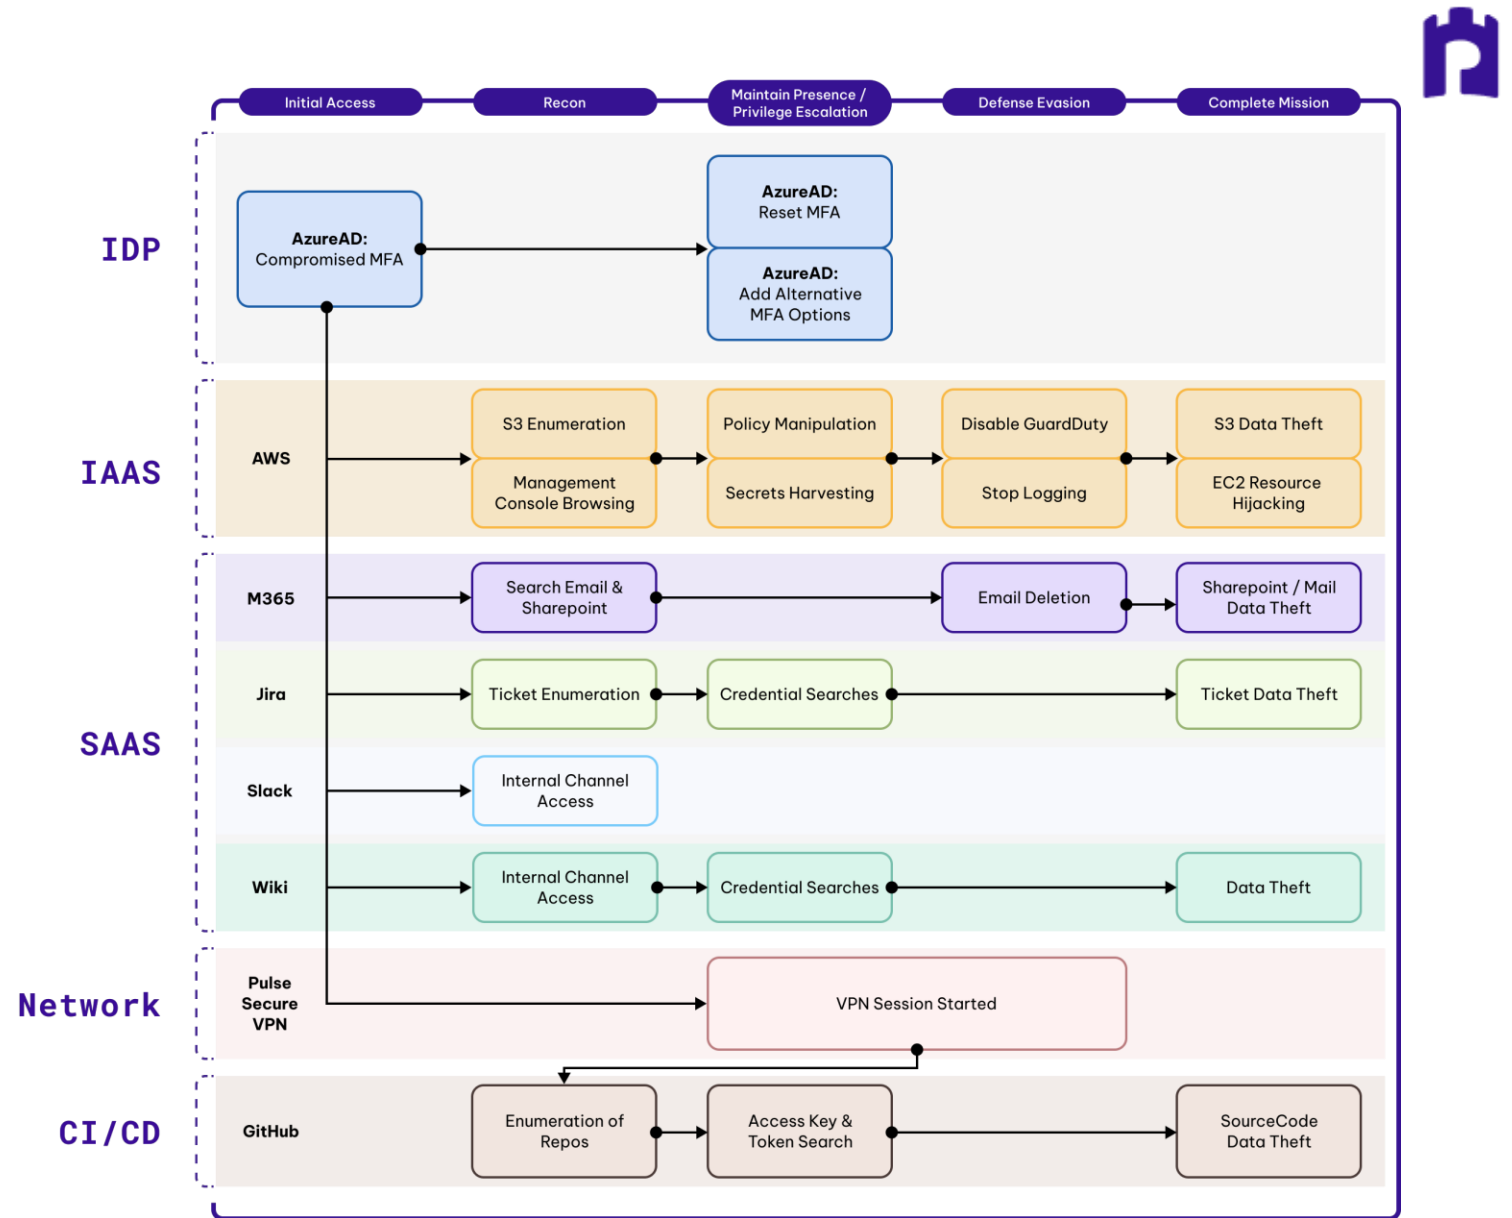 Initial Access
Recon
Maintain Presence /
Privilege Escalation
Defense Evasion
Complete Mission
IDP
AzureAD:
Compromised MFA
AzureAD:
Reset MFA
AzureAD:
Add Alternative
MFA Options
IAAS
AWS
S3 Enumeration
Management
Console Browsing
Policy Manipulation
Secrets Harvesting
Disable GuardDuty
Stop Logging
S3 Data Theft
EC2 Resource
Hijacking
SAAS
M365
Search Email &
Sharepoint
Email Deletion
Sharepoint / Mail
Data Theft
Jira
Ticket Enumeration
Credential Searches
Ticket Data Theft
Slack
Internal Channel
Access
Wiki
Internal Channel
Access
Credential Searches
Data Theft
Network
Pulse
Secure
VPN
VPN Session Started
CI/CD
GitHub
Enumeration of
Repos
Access Key &
Token Search
SourceCode
Data Theft